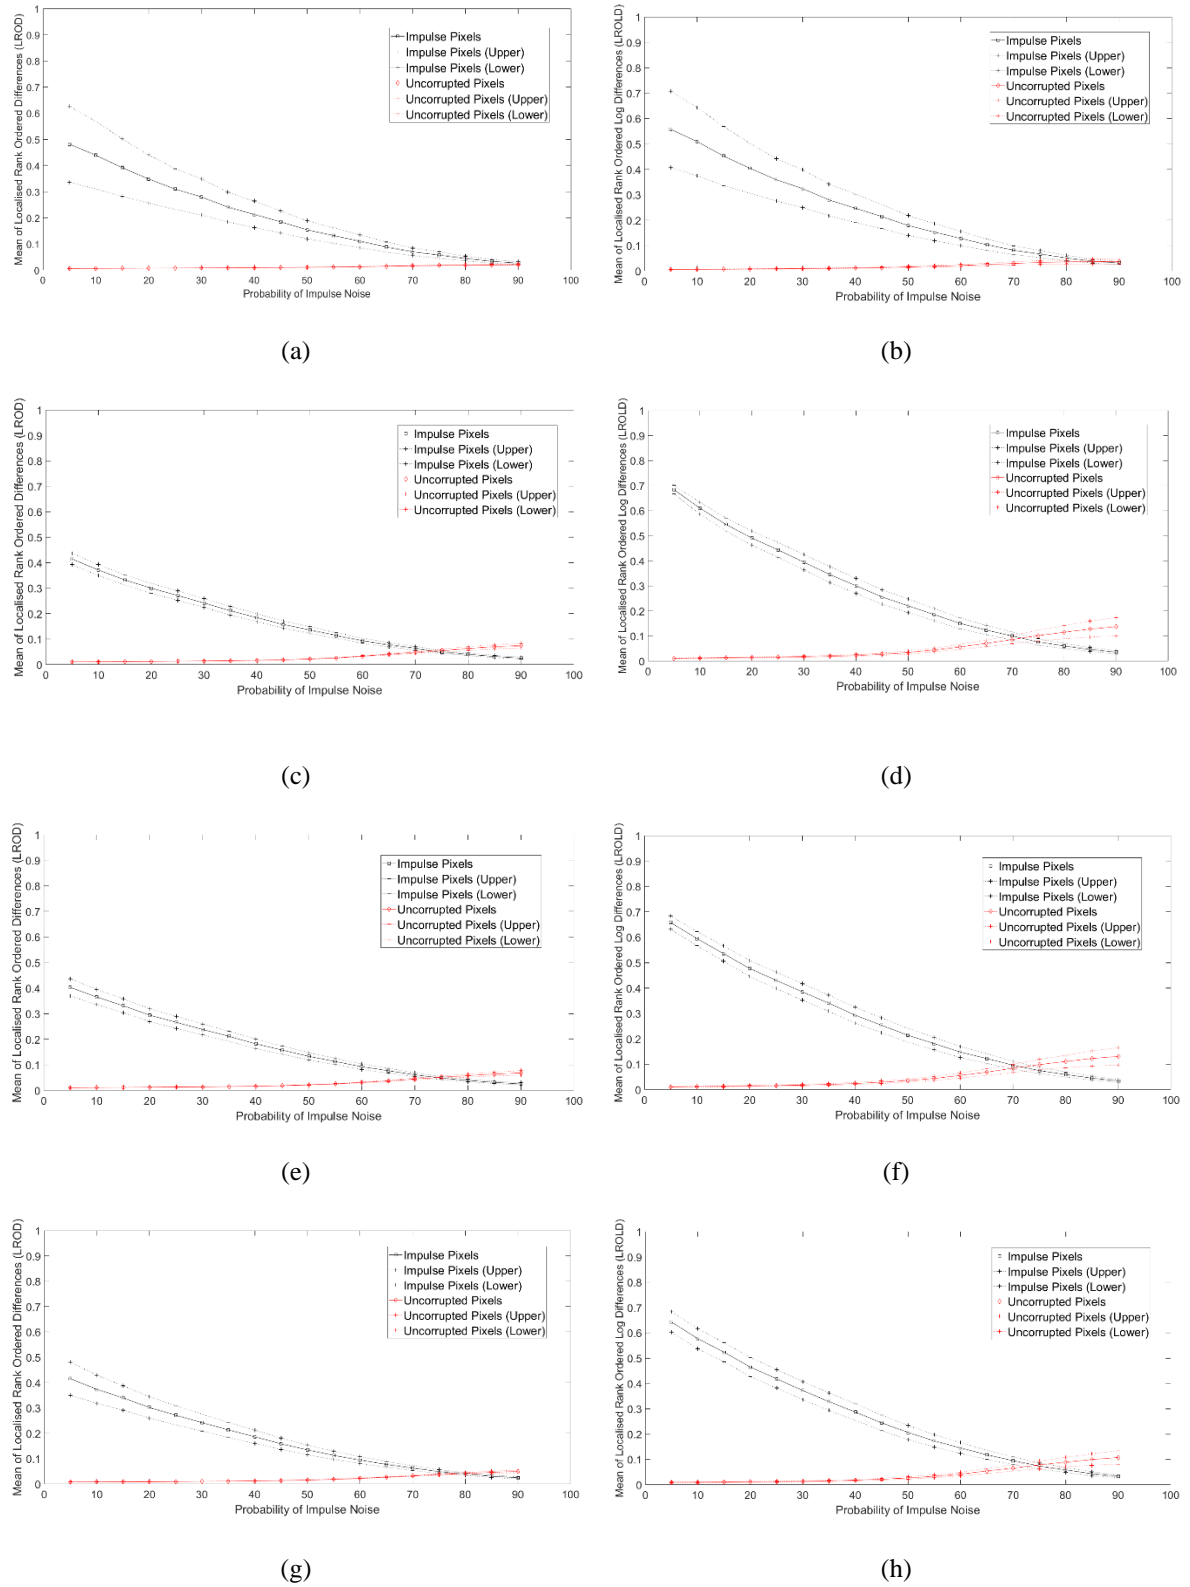 Mean of Localised Rank Ordered Differences (LROD)
1
0.9
0.8
0.7
0.6
0.5
0.4
0.3
0.2
0.1
0
0 10 20 30 40 50 60 70 80 90 100
Probability of Impulse Noise
Impulse Pixels
Impulse Pixels (Upper)
Impulse Pixels (Lower)
Uncorrupted Pixels
Uncorrupted Pixels (Upper)
Uncorrupted Pixels (Lower)
(a)
Mean of Localised Rank Ordered Log Differences (LROLD)
1
0.9
0.8
0.7
0.6
0.5
0.4
0.3
0.2
0.1
0
0 10 20 30 40 50 60 70 80 90 100
Probability of Impulse Noise
Impulse Pixels
Impulse Pixels (Upper)
Impulse Pixels (Lower)
Uncorrupted Pixels
Uncorrupted Pixels (Upper)
Uncorrupted Pixels (Lower)
(b)
Mean of Localised Rank Ordered Differences (LROD)
1
0.9
0.8
0.7
0.6
0.5
0.4
0.3
0.2
0.1
0
0 10 20 30 40 50 60 70 80 90 100
Probability of Impulse Noise
Impulse Pixels
Impulse Pixels (Upper)
Impulse Pixels (Lower)
Uncorrupted Pixels
Uncorrupted Pixels (Upper)
Uncorrupted Pixels (Lower)
(c)
Mean of Localised Rank Ordered Log Differences (LROLD)
1
0.9
0.8
0.7
0.6
0.5
0.4
0.3
0.2
0.1
0
0 10 20 30 40 50 60 70 80 90 100
Probability of Impulse Noise
Impulse Pixels
Impulse Pixels (Upper)
Impulse Pixels (Lower)
Uncorrupted Pixels
Uncorrupted Pixels (Upper)
Uncorrupted Pixels (Lower)
(d)
Mean of Localised Rank Ordered Differences (LROD)
1
0.9
0.8
0.7
0.6
0.5
0.4
0.3
0.2
0.1
0
0 10 20 30 40 50 60 70 80 90 100
Probability of Impulse Noise
Impulse Pixels
Impulse Pixels (Upper)
Impulse Pixels (Lower)
Uncorrupted Pixels
Uncorrupted Pixels (Upper)
Uncorrupted Pixels (Lower)
(e)
Mean of Localised Rank Ordered Log Differences (LROLD)
1
0.9
0.8
0.7
0.6
0.5
0.4
0.3
0.2
0.1
0
0 10 20 30 40 50 60 70 80 90 100
Probability of Impulse Noise
Impulse Pixels
Impulse Pixels (Upper)
Impulse Pixels (Lower)
Uncorrupted Pixels
Uncorrupted Pixels (Upper)
Uncorrupted Pixels (Lower)
(f)
Mean of Localised Rank Ordered Differences (LROD)
1
0.9
0.8
0.7
0.6
0.5
0.4
0.3
0.2
0.1
0
0 10 20 30 40 50 60 70 80 90 100
Probability of Impulse Noise
Impulse Pixels
Impulse Pixels (Upper)
Impulse Pixels (Lower)
Uncorrupted Pixels
Uncorrupted Pixels (Upper)
Uncorrupted Pixels (Lower)
(g)
Mean of Localised Rank Ordered Log Differences (LROLD)
1
0.9
0.8
0.7
0.6
0.5
0.4
0.3
0.2
0.1
0
0 10 20 30 40 50 60 70 80 90 100
Probability of Impulse Noise
Impulse Pixels
Impulse Pixels (Upper)
Impulse Pixels (Lower)
Uncorrupted Pixels
Uncorrupted Pixels (Upper)
Uncorrupted Pixels (Lower)
(h)